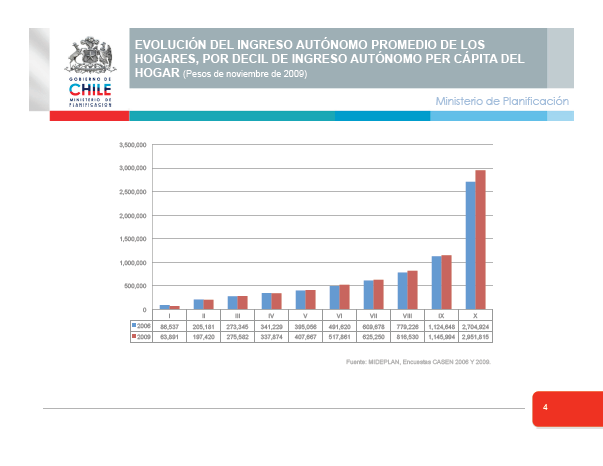 EVOLUCIÓN DEL INGRESO AUTÓNOMO PROMEDIO DE LOS
HOGARES, POR DECIL DE INGRESO AUTÓNOMO PER CÁPITA DEL
HOGAR (Pesos de noviembre de 2009)
GOBIERNO DE
CHILE
MINISTERIO DE
PLANIFICACIÓN
Ministerio de Planificación
3,500,000
3,000,000
2,500,000
2,000,000
1,500,000
1,000,000
500,000
0
I II III IV V VI VII VIII IX X
2006 86,537 205,181 273,345 341,229 395,056 491,620 609,678 779,226 1,124,648 2,704,924
2009 63,891 197,420 275,582 337,874 407,667 517,861 625,250 816,530 1,145,994 2,951,815
Fuente: MIDEPLAN, Encuestas CASEN 2006 Y 2009.
4